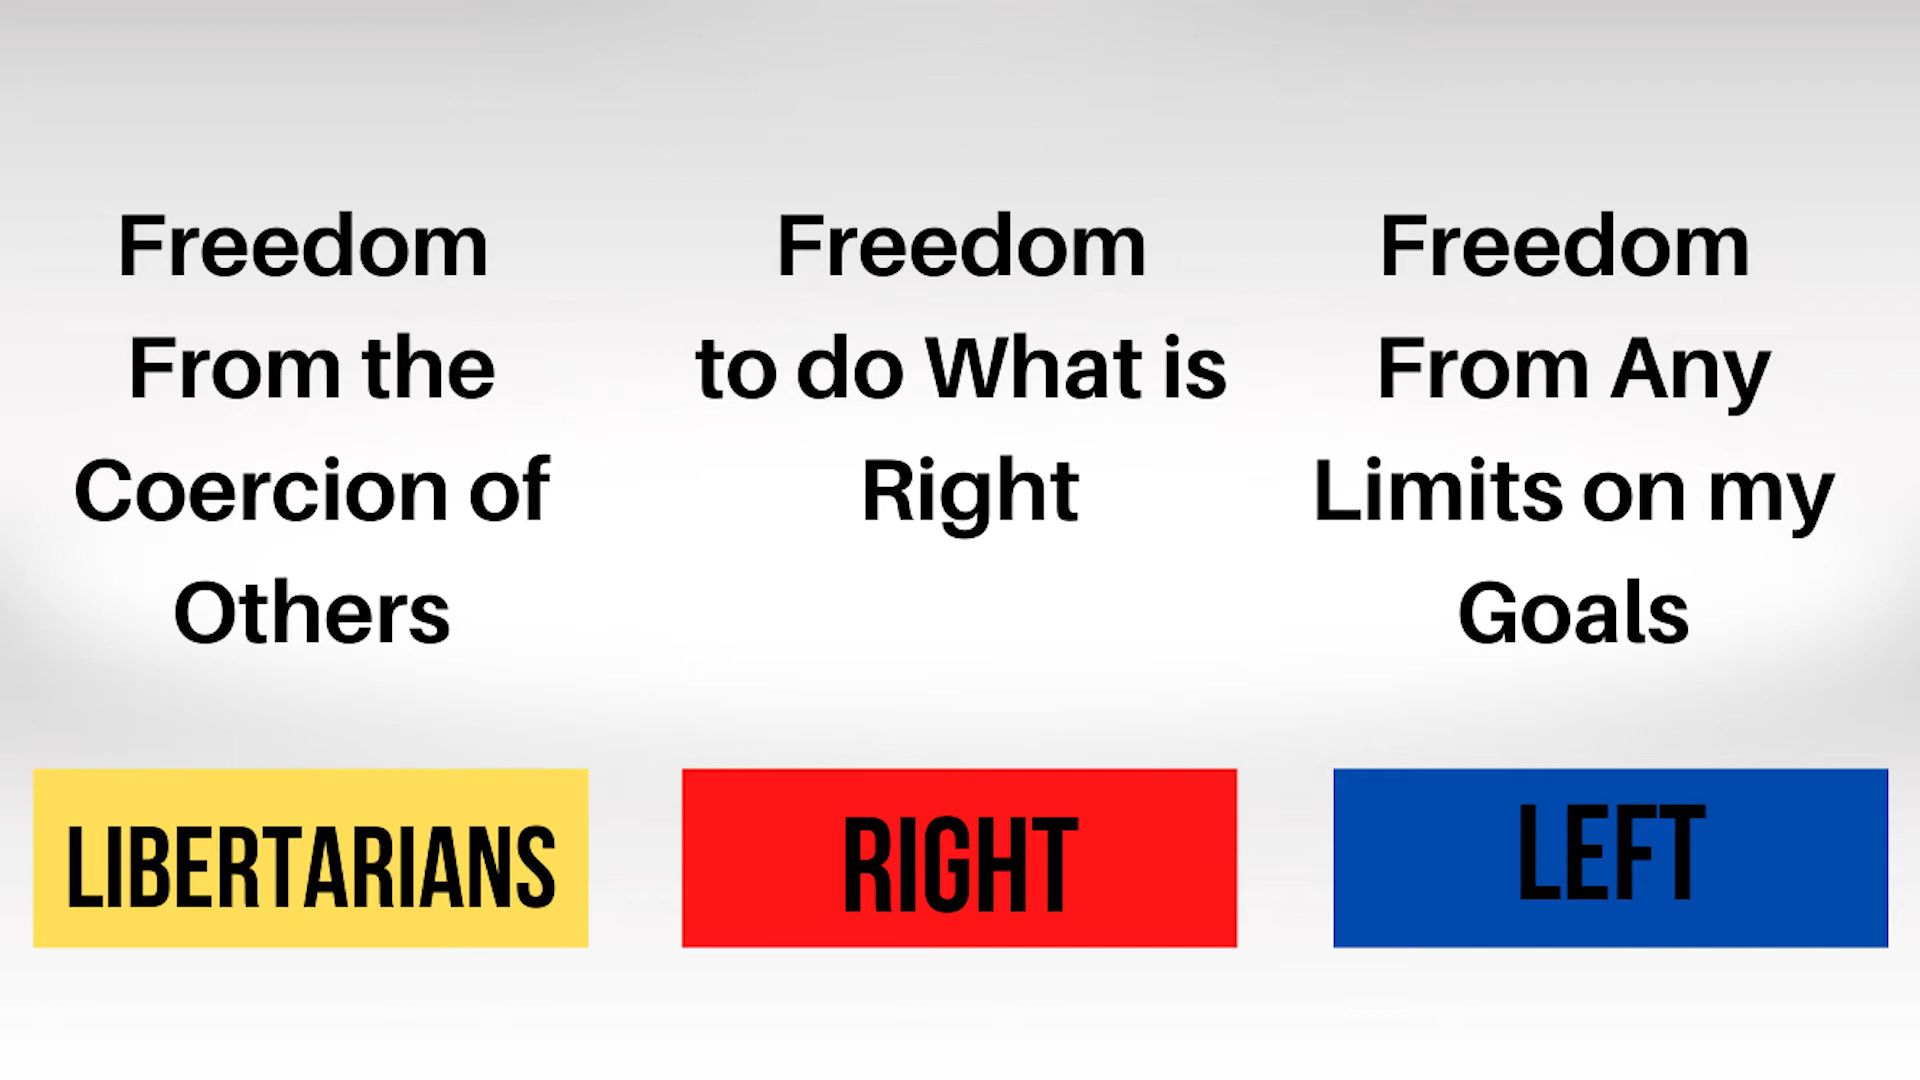 Freedom
From the
Coercion of
Others
LIBERTARIANS
Freedom
to do What is
Right
RIGHT
Freedom
From Any
Limits on my
Goals
LEFT